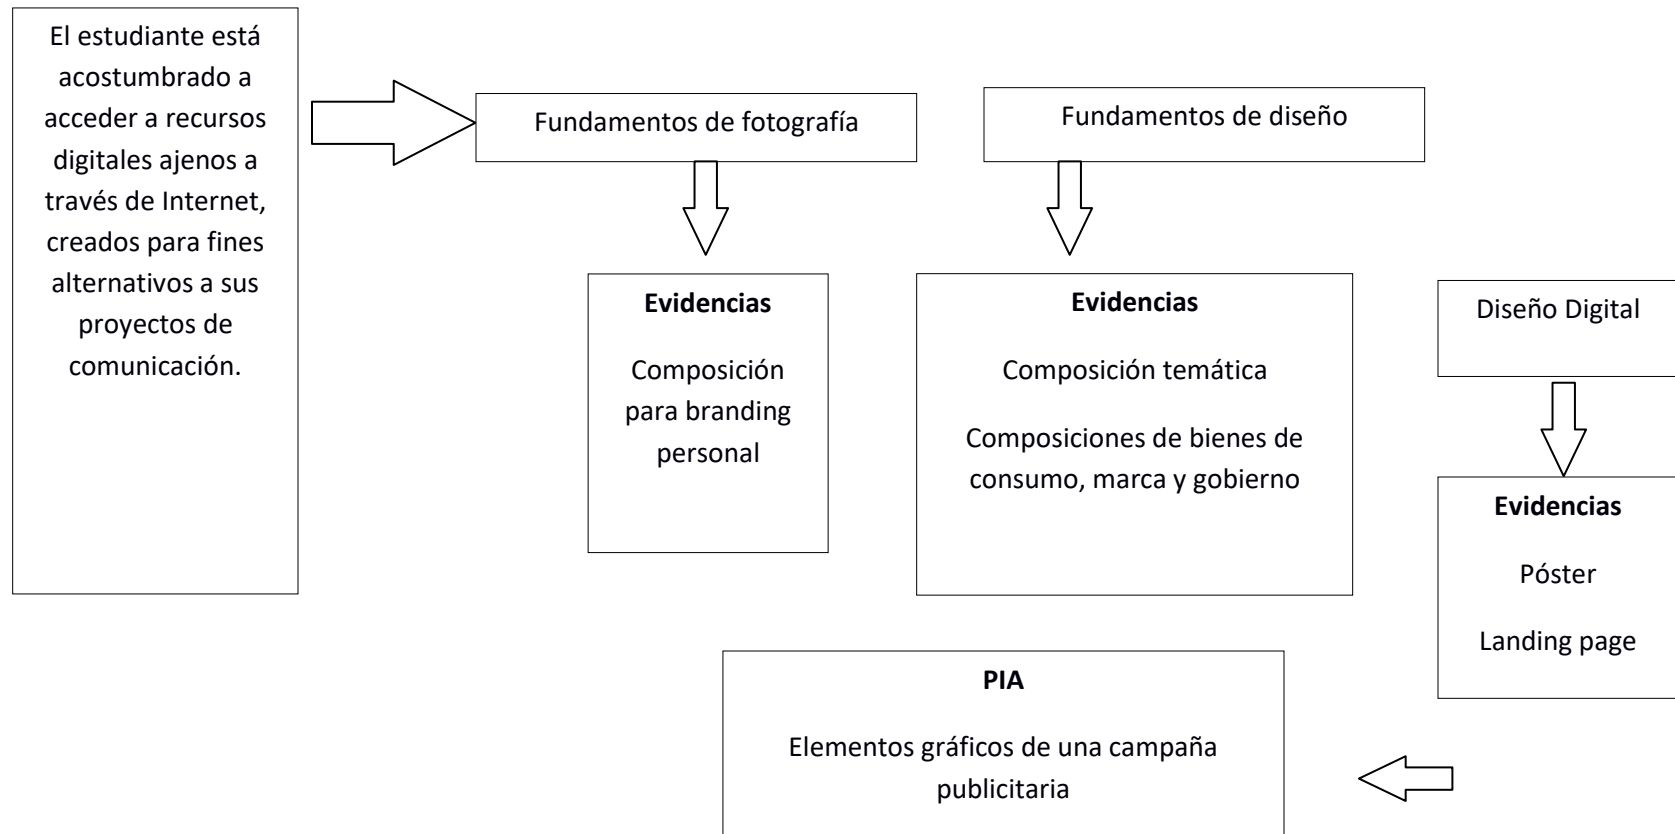 El estudiante está
acostumbrado a
acceder a recursos
digitales ajenos a
través de Internet,
creados para fines
alternativos a sus
proyectos de
comunicación.
Fundamentos de fotografía
Fundamentos de diseño
Evidencias
Composición
para branding
personal
Evidencias
Composición temática
Composiciones de bienes de
consumo, marca y gobierno
Diseño Digital
Evidencias
Póster
Landing page
PIA
Elementos gráficos de una campaña
publicitaria